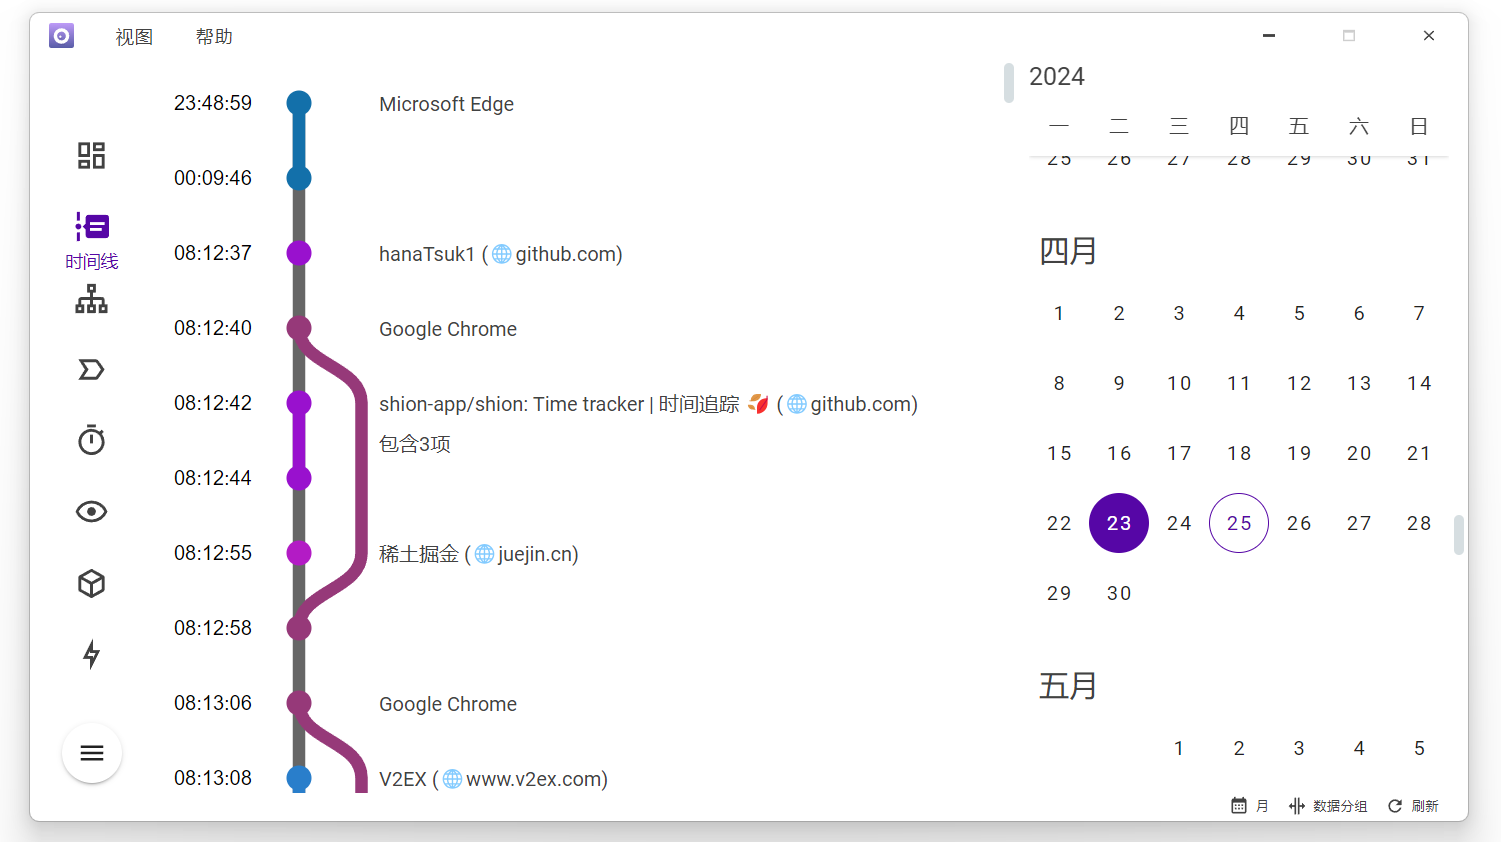 视图 帮助
23:48:59 Microsoft Edge
00:09:46
08:12:37 hanaTsuk1 (github.com)
08:12:40 Google Chrome
08:12:42 shion-app/shion: Time tracker | 时间追踪 (github.com)
包含3项
08:12:44
08:12:55 稀土掘金 (juejin.cn)
08:12:58
08:13:06 Google Chrome
08:13:08 V2EX (www.v2ex.com)
时间线
2024
一 二 三 四 五 六 日
25 26 27 28 29 30 31
四月
1 2 3 4 5 6 7
8 9 10 11 12 13 14
15 16 17 18 19 20 21
22 23 24 25 26 27 28
29 30
五月
1 2 3 4 5
月 数据分组 刷新